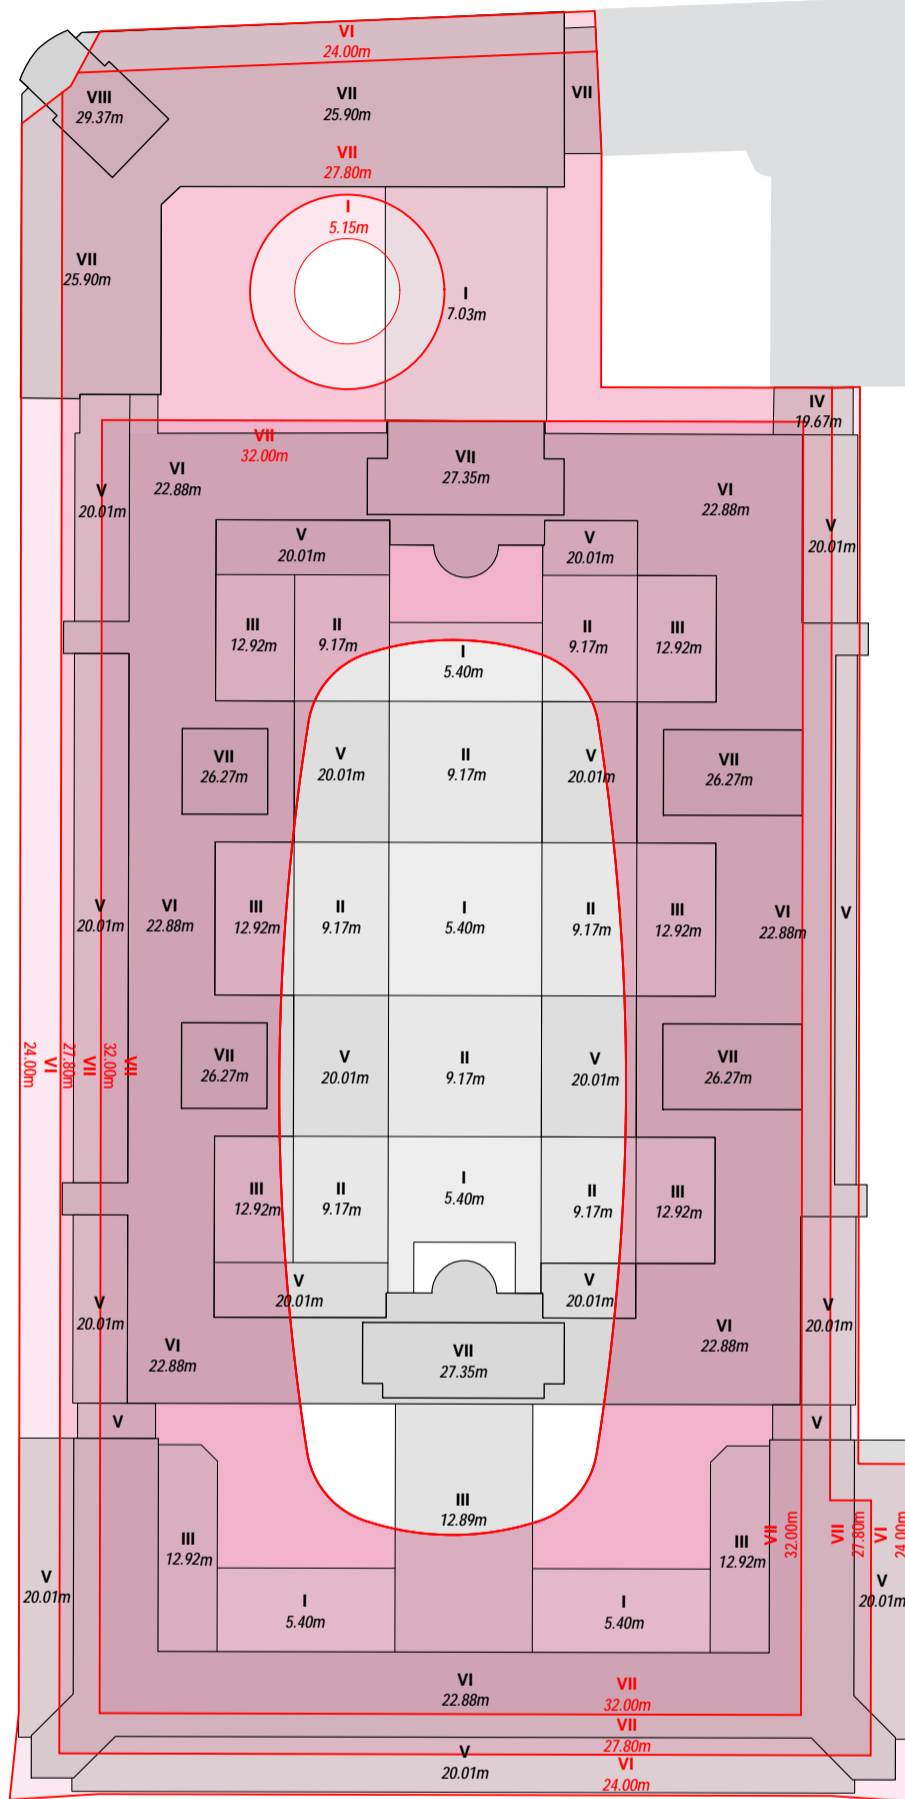 VI
24.00m
VIII
29.37m
VII
25.90m
VII
VII
27.80m
I
5.15m
VII
25.90m
I
7.03m
IV
19.67m
VII
32.00m
VI
22.88m
VII
27.35m
VI
22.88m
V
20.01m
V
20.01m
V
20.01m
V
20.01m
III
12.92m
II
9.17m
I
5.40m
II
9.17m
III
12.92m
VII
26.27m
V
20.01m
II
9.17m
V
20.01m
VII
26.27m
V
20.01m
VI
22.88m
III
12.92m
II
9.17m
I
5.40m
II
9.17m
III
12.92m
VI
22.88m
V
24.00m
VI
27.80m
VII
32.00m
VII
VII
26.27m
V
20.01m
II
9.17m
V
20.01m
VII
26.27m
III
12.92m
II
9.17m
I
5.40m
II
9.17m
III
12.92m
V
20.01m
V
20.01m
V
20.01m
V
20.01m
VI
22.88m
VII
27.35m
VI
22.88m
V
V
III
12.89m
III
12.92m
III
12.92m
VII
32.00m
VII
27.80m
VI
24.00m
V
20.01m
I
5.40m
I
5.40m
V
20.01m
VI
22.88m
VII
32.00m
VII
27.80m
V
20.01m
VI
24.00m